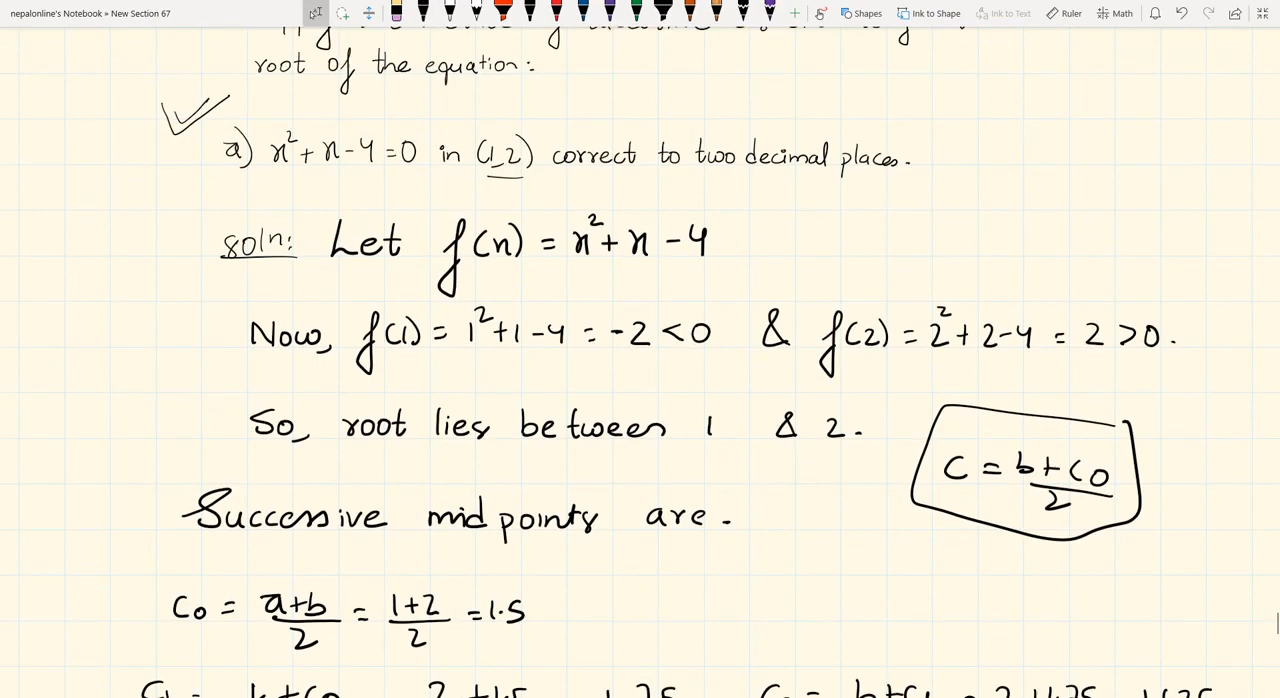 nepalonline's Notebook » New Section 67
Shapes Ink to Shape Ink to Text Ruler Math
root of the equation:
a) x² + x - 4 = 0 in (1, 2) correct to two decimal places.
soln: Let f(x) = x² + x - 4
Now, f(1) = 1² + 1 - 4 = -2 < 0 & f(2) = 2² + 2 - 4 = 2 > 0.
So, root lies between 1 & 2.
C = b + c0 / 2
Successive midpoints are.
C0 = a+b / 2 = 1+2 / 2 = 1.5